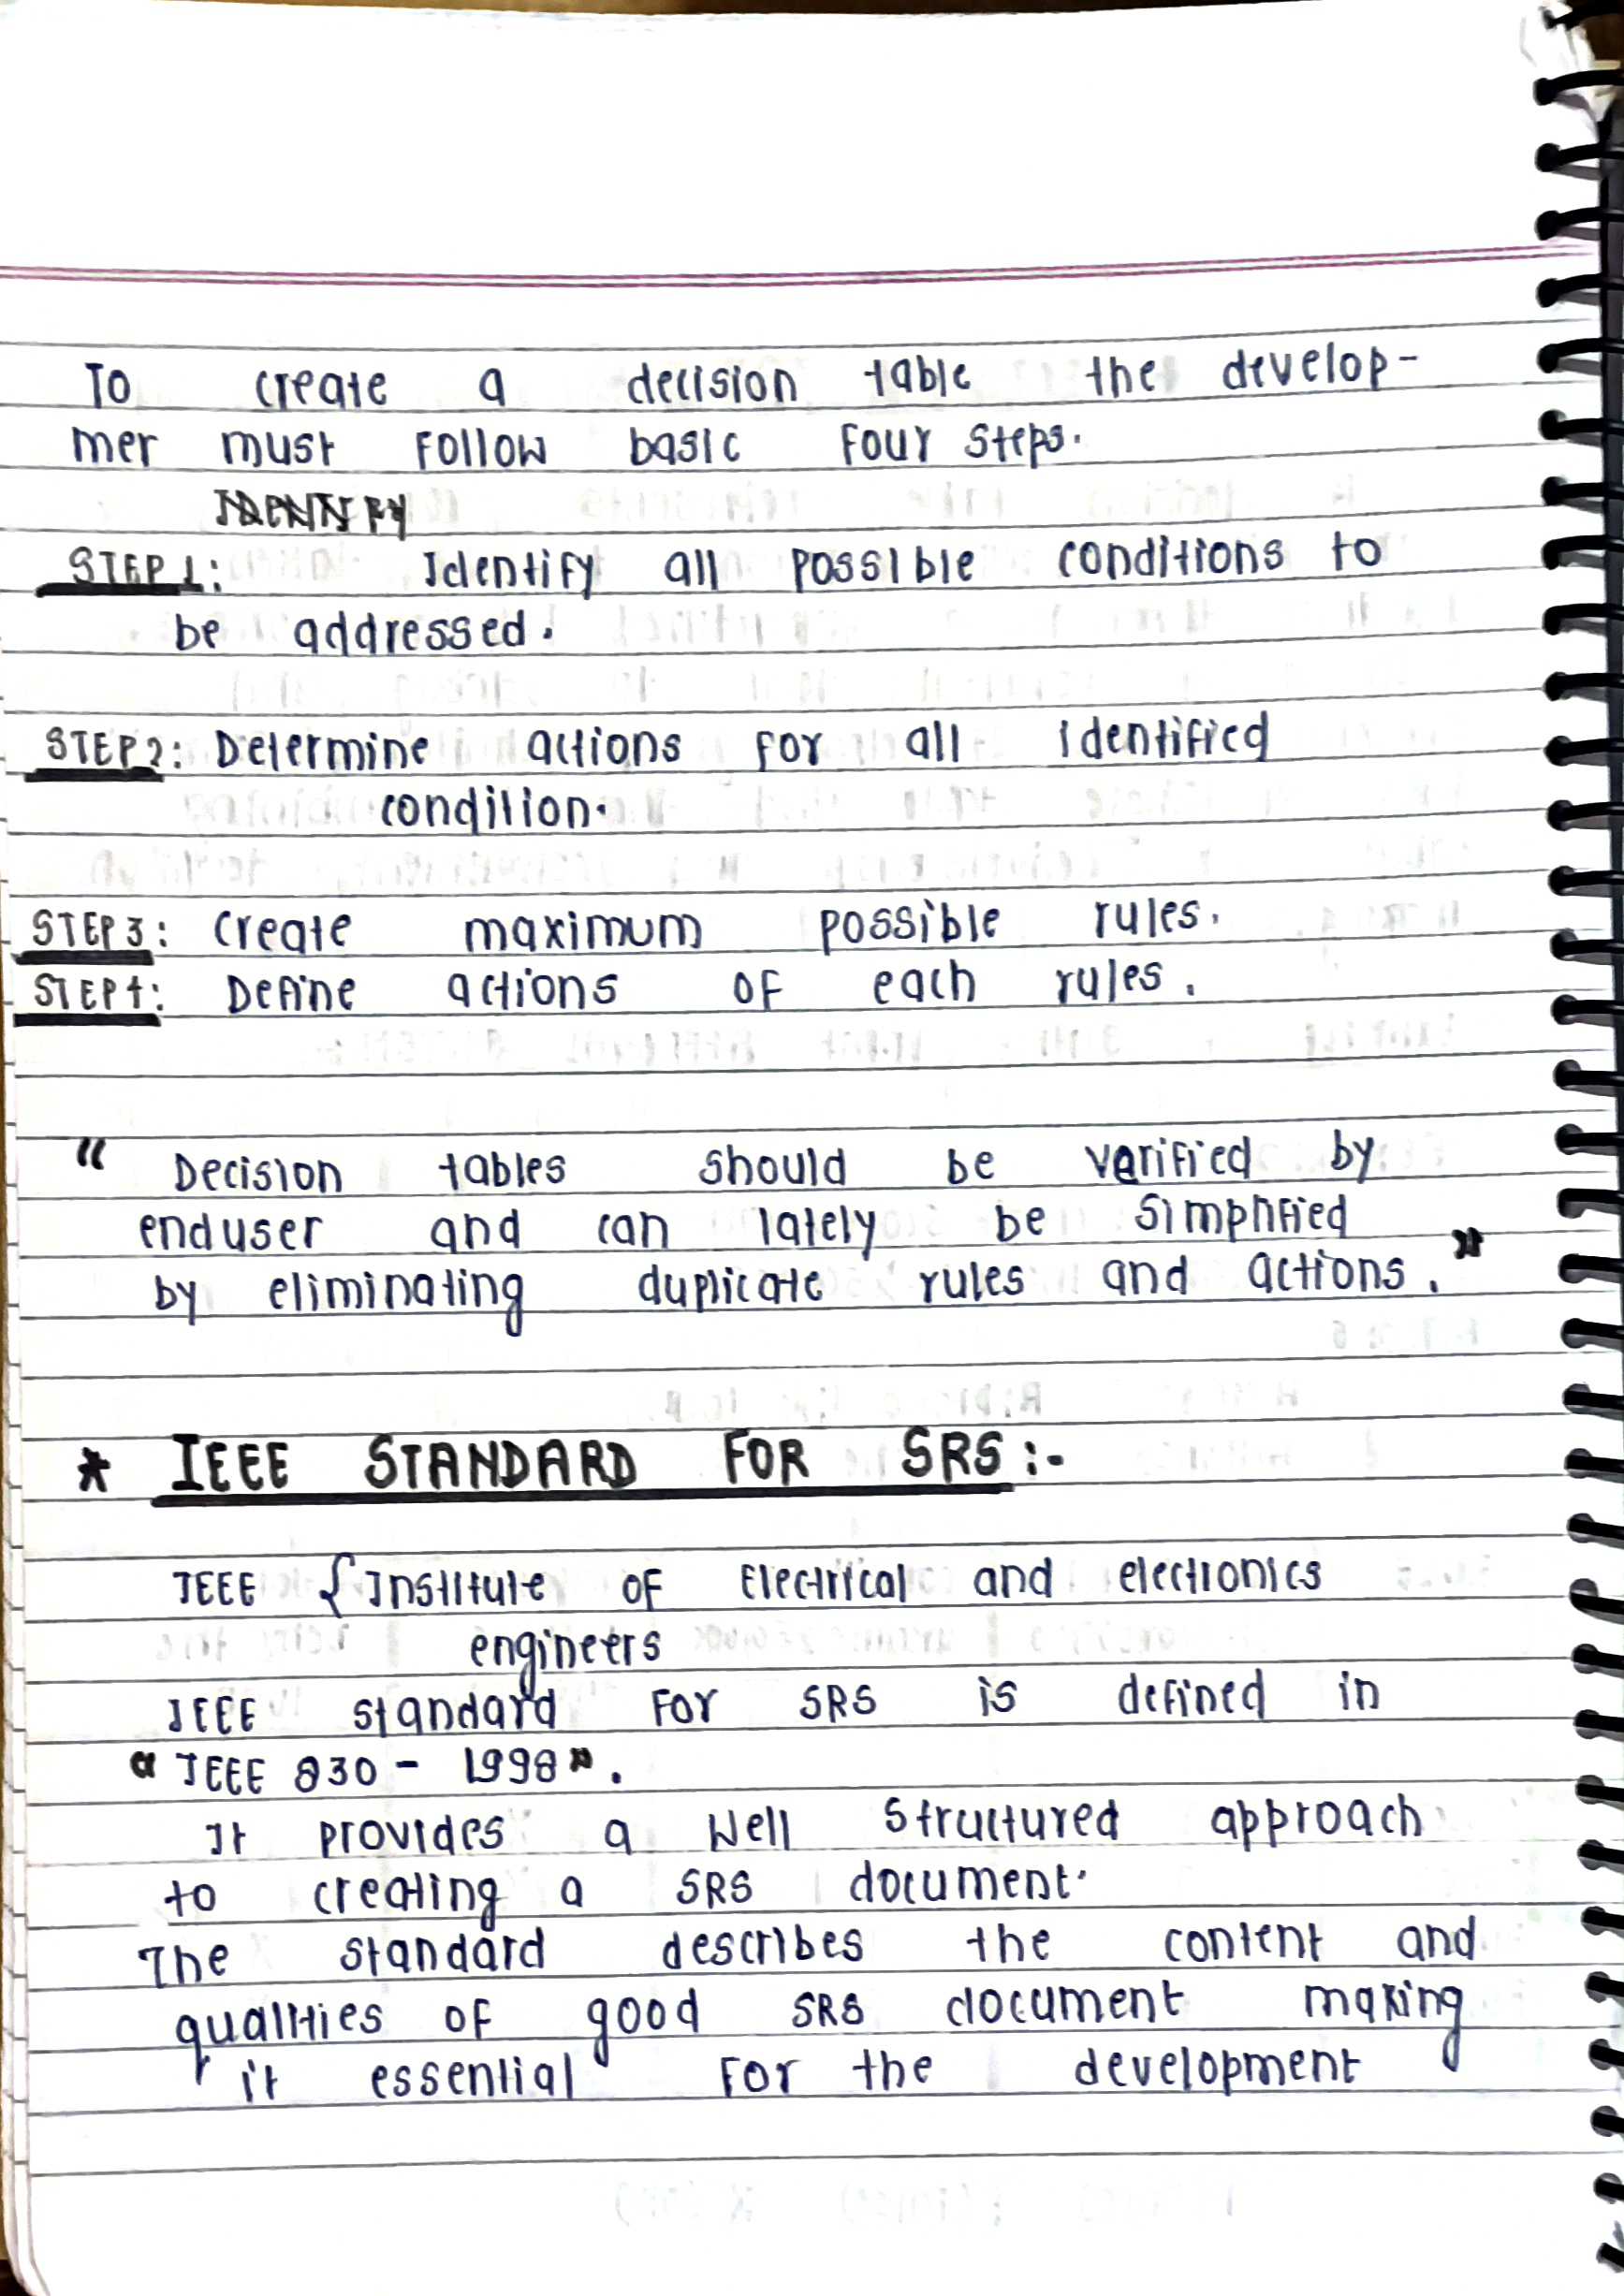 To create a decision table the develop-
mer must Follow basic Four steps.
STEP 1: Identify all possible conditions to
be addressed.
STEP 2: Determine actions For all identified
condition.
STEP 3: create maximum possible rules.
STEP 4: Define actions OF each rules.
" Decision tables should be verified by
enduser and can lately be simplified
by eliminating duplicate rules and actions. "
* IEEE STANDARD FOR SRS :-
IEEE { Institute OF Electrical and electronics
engineers
IEEE standard For SRS is defined in
" IEEE 830 - 1998 " .
It provides a Well structured approach
to creating a SRS document.
The standard describes the content and
qualities OF good SRS document making
it essential For the development